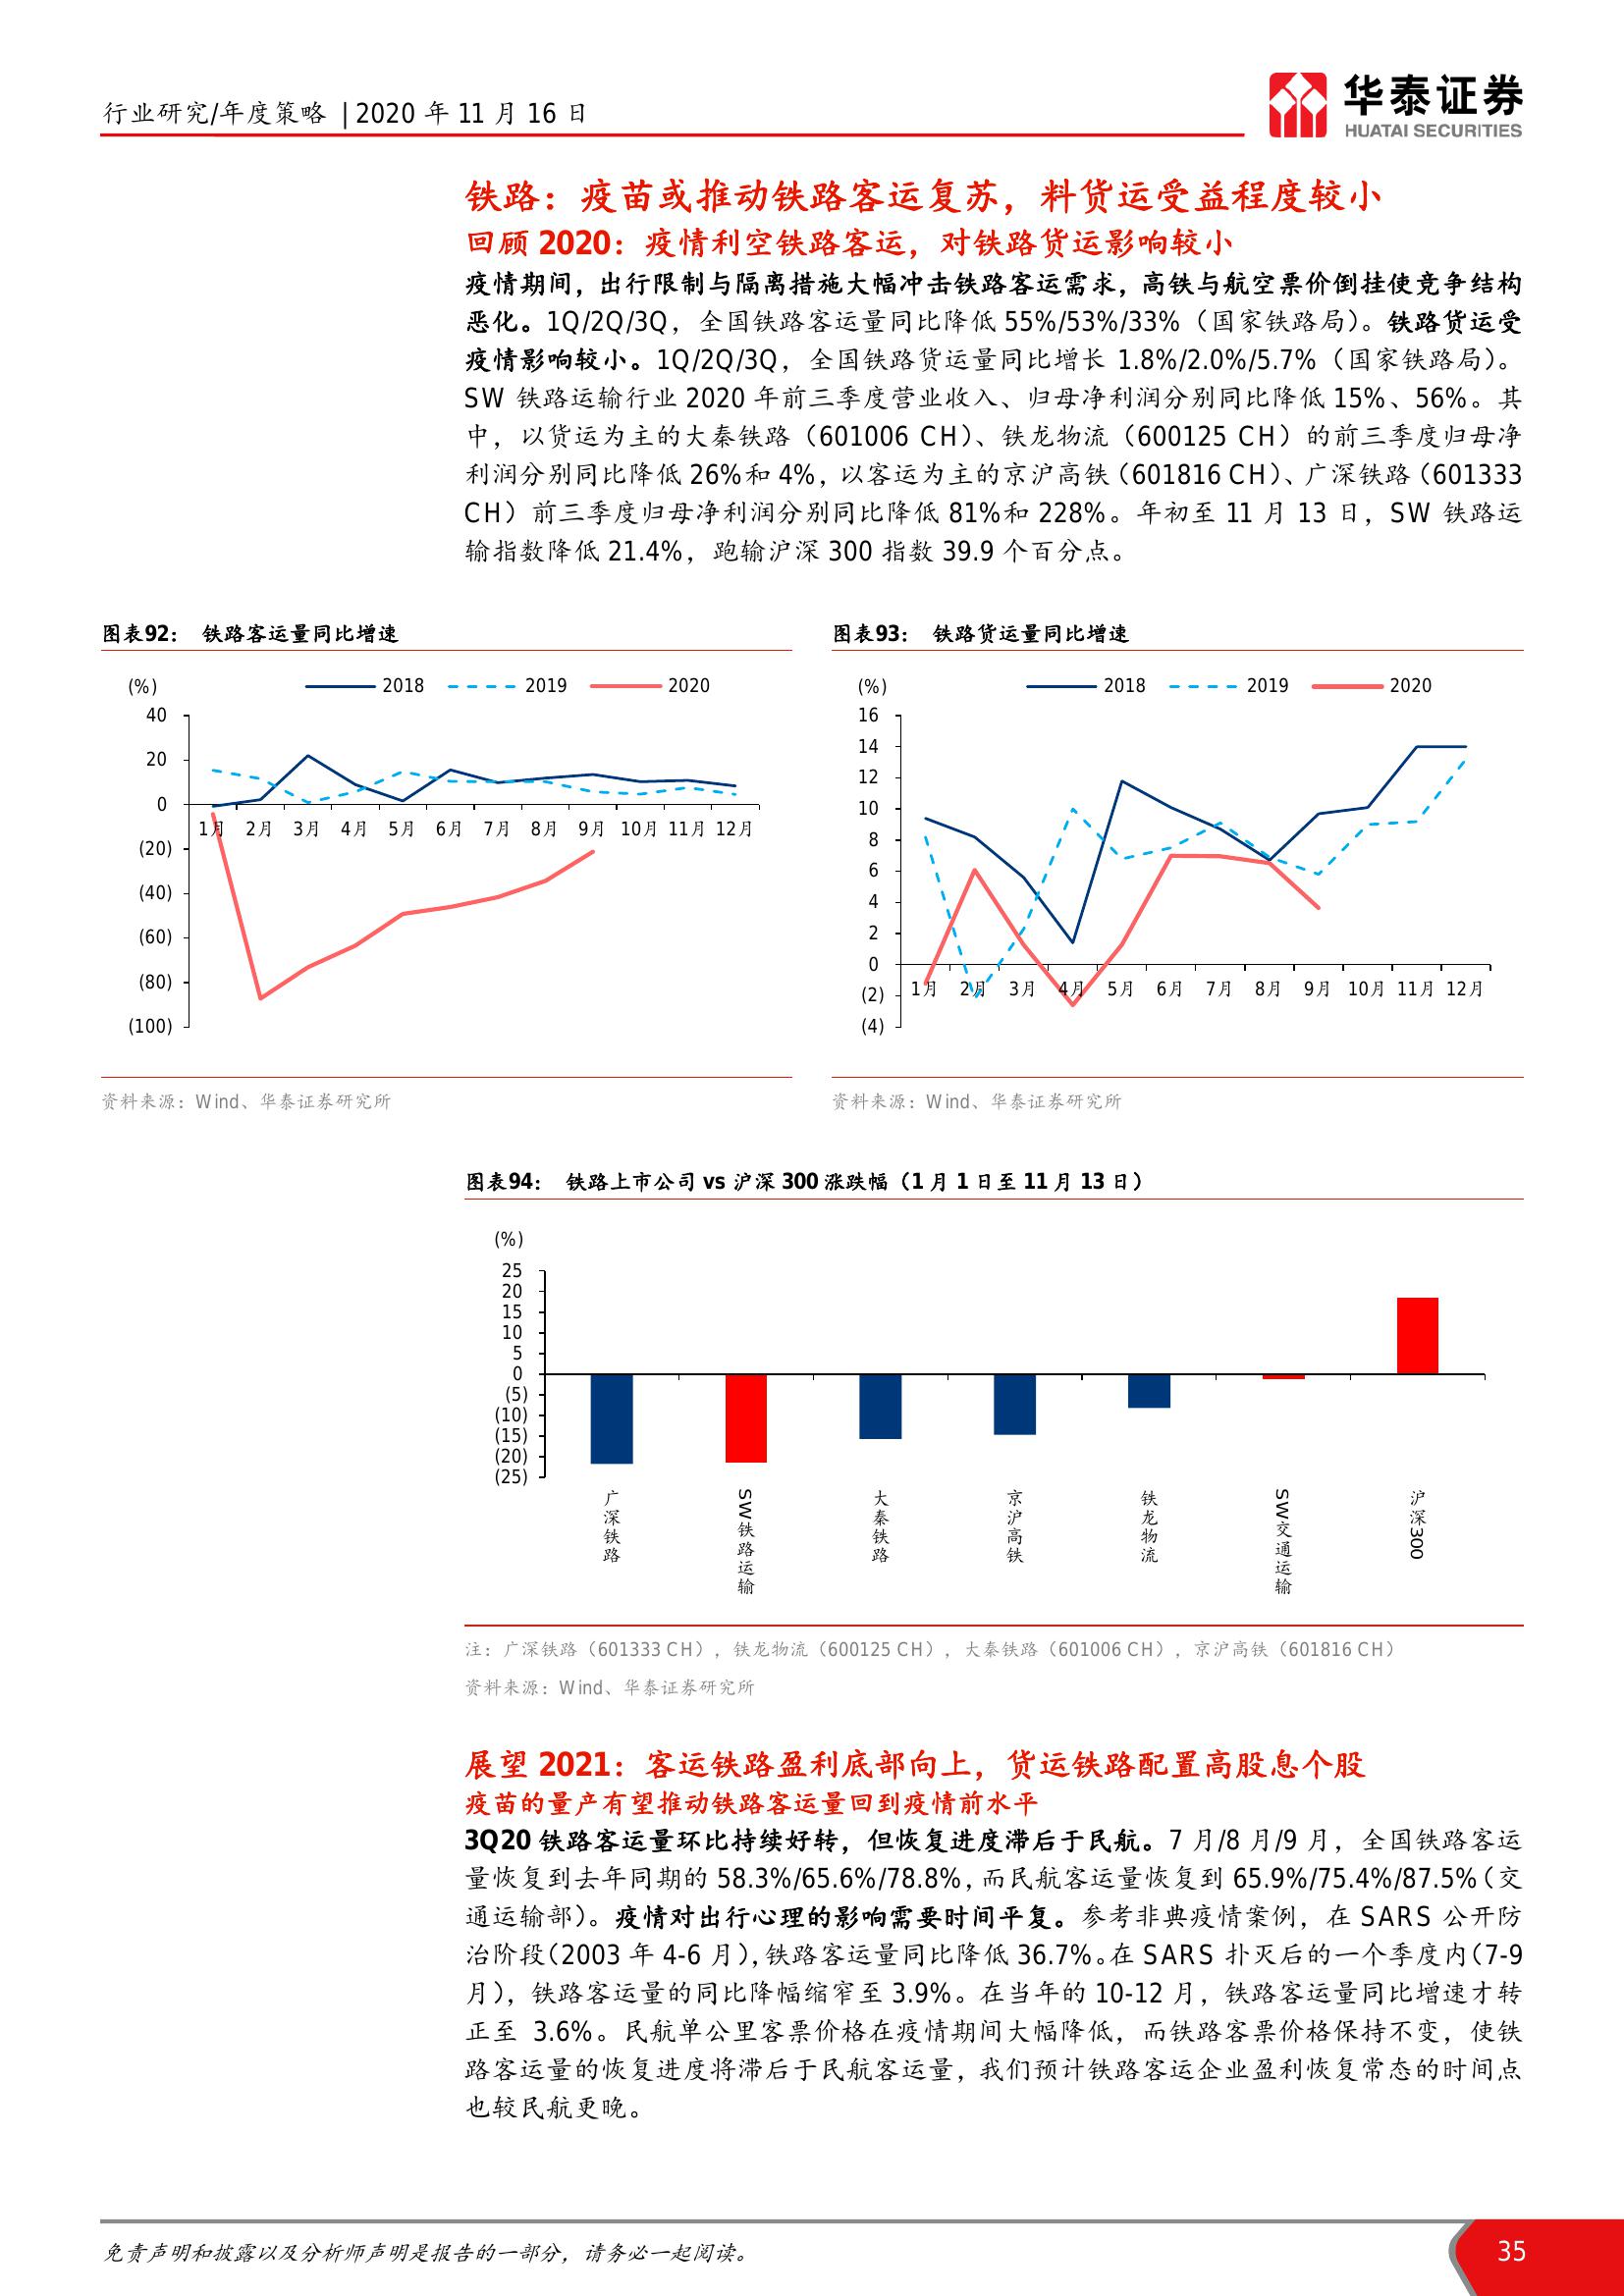 行业研究/年度策略 | 2020 年 11 月 16 日
华泰证券
HUATAI SECURITIES
铁路：疫苗或推动铁路客运复苏，料货运受益程度较小
回顾 2020：疫情利空铁路客运，对铁路货运影响较小
疫情期间，出行限制与隔离措施大幅冲击铁路客运需求，高铁与航空票价倒挂使竞争结构
恶化。1Q/2Q/3Q，全国铁路客运量同比降低 55%/53%/33%（国家铁路局）。铁路货运受
疫情影响较小。1Q/2Q/3Q，全国铁路货运量同比增长 1.8%/2.0%/5.7%（国家铁路局）。
SW 铁路运输行业 2020 年前三季度营业收入、归母净利润分别同比降低 15%、56%。其
中，以货运为主的大秦铁路（601006 CH）、铁龙物流（600125 CH）的前三季度归母净
利润分别同比降低 26%和 4%，以客运为主的京沪高铁（601816 CH）、广深铁路（601333
CH）前三季度归母净利润分别同比降低 81%和 228%。年初至 11 月 13 日，SW 铁路运
输指数降低 21.4%，跑输沪深 300 指数 39.9 个百分点。
图表92： 铁路客运量同比增速
(%)
2018 2019 2020
40
20
0
(20)
(40)
(60)
(80)
(100)
1月 2月 3月 4月 5月 6月 7月 8月 9月 10月 11月 12月
资料来源：Wind、华泰证券研究所
图表93： 铁路货运量同比增速
(%)
2018 2019 2020
16
14
12
10
8
6
4
2
0
(2)
(4)
1月 2月 3月 4月 5月 6月 7月 8月 9月 10月 11月 12月
资料来源：Wind、华泰证券研究所
图表94： 铁路上市公司 vs 沪深 300 涨跌幅（1 月 1 日至 11 月 13 日）
(%)
25
20
15
10
5
0
(5)
(10)
(15)
(20)
(25)
广深铁路
SW铁路运输
大秦铁路
京沪高铁
铁龙物流
SW交通运输
沪深300
注：广深铁路（601333 CH），铁龙物流（600125 CH），大秦铁路（601006 CH），京沪高铁（601816 CH）
资料来源：Wind、华泰证券研究所
展望 2021：客运铁路盈利底部向上，货运铁路配置高股息个股
疫苗的量产有望推动铁路客运量回到疫情前水平
3Q20 铁路客运量环比持续好转，但恢复进度滞后于民航。7 月/8 月/9 月，全国铁路客运
量恢复到去年同期的 58.3%/65.6%/78.8%，而民航客运量恢复到 65.9%/75.4%/87.5%（交
通运输部）。疫情对出行心理的影响需要时间平复。参考非典疫情案例，在 SARS 公开防
治阶段（2003 年 4-6 月），铁路客运量同比降低 36.7%。在 SARS 扑灭后的一个季度内（7-9
月），铁路客运量的同比降幅缩窄至 3.9%。在当年的 10-12 月，铁路客运量同比增速才转
正至 3.6%。民航单公里客票价格在疫情期间大幅降低，而铁路客票价格保持不变，使铁
路客运量的恢复进度将滞后于民航客运量，我们预计铁路客运企业盈利恢复常态的时间点
也较民航更晚。
免责声明和披露以及分析师声明是报告的一部分，请务必一起阅读。
35